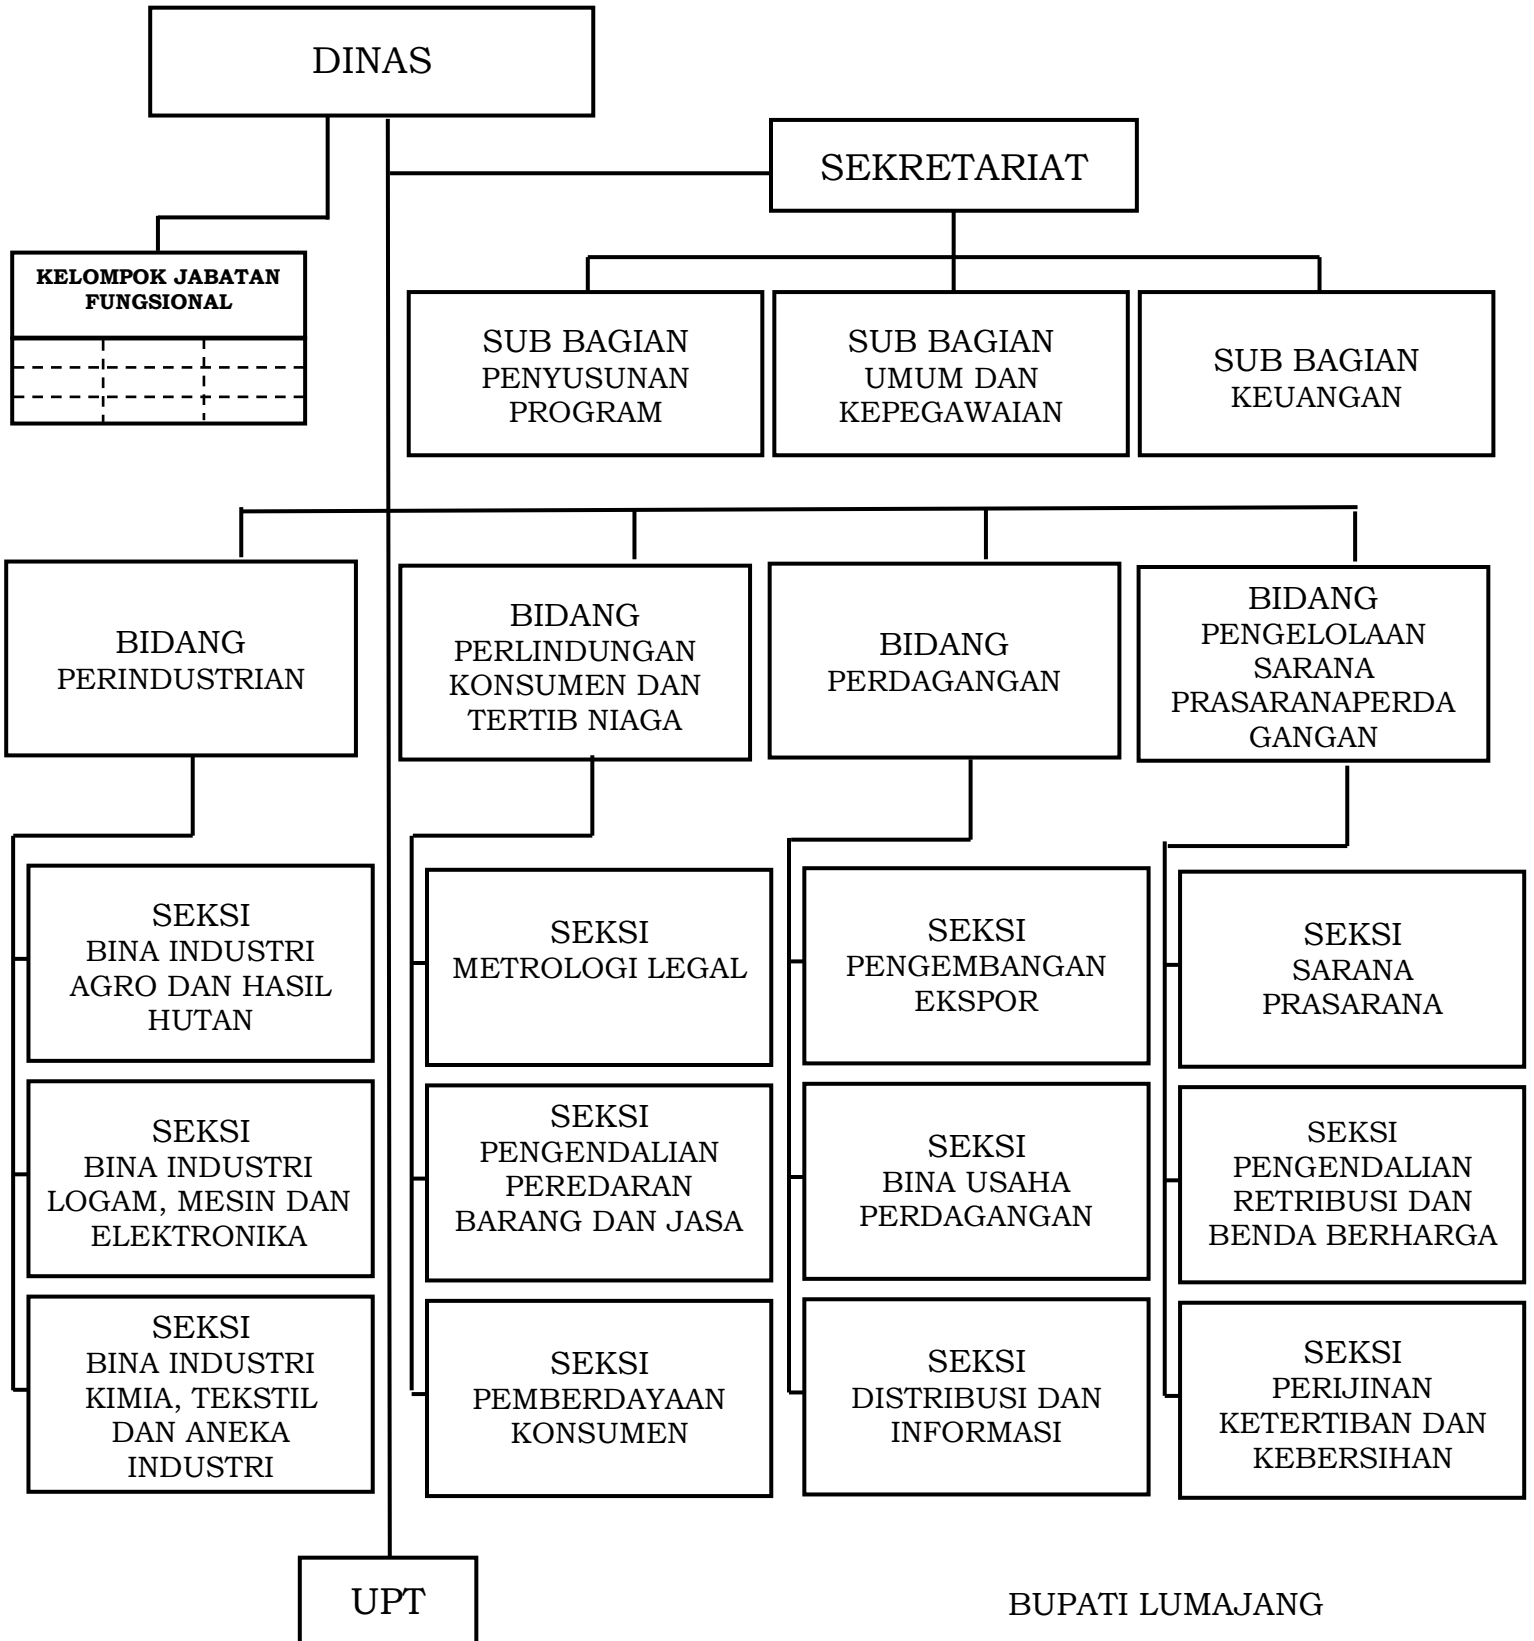 DINAS
SEKRETARIAT
KELOMPOK JABATAN
FUNGSIONAL
SUB BAGIAN
PENYUSUNAN
PROGRAM
SUB BAGIAN
UMUM DAN
KEPEGAWAIAN
SUB BAGIAN
KEUANGAN
BIDANG
PERINDUSTRIAN
BIDANG
PERLINDUNGAN
KONSUMEN DAN
TERTIB NIAGA
BIDANG
PERDAGANGAN
BIDANG
PENGELOLAAN
SARANA
PRASARANAPERDA
GANGAN
SEKSI
BINA INDUSTRI
AGRO DAN HASIL
HUTAN
SEKSI
METROLOGI LEGAL
SEKSI
PENGEMBANGAN
EKSPOR
SEKSI
SARANA
PRASARANA
SEKSI
BINA INDUSTRI
LOGAM, MESIN DAN
ELEKTRONIKA
SEKSI
PENGENDALIAN
PEREDARAN
BARANG DAN JASA
SEKSI
BINA USAHA
PERDAGANGAN
SEKSI
PENGENDALIAN
RETRIBUSI DAN
BENDA BERHARGA
SEKSI
BINA INDUSTRI
KIMIA, TEKSTIL
DAN ANEKA
INDUSTRI
SEKSI
PEMBERDAYAAN
KONSUMEN
SEKSI
DISTRIBUSI DAN
INFORMASI
SEKSI
PERIJINAN
KETERTIBAN DAN
KEBERSIHAN
UPT
BUPATI LUMAJANG